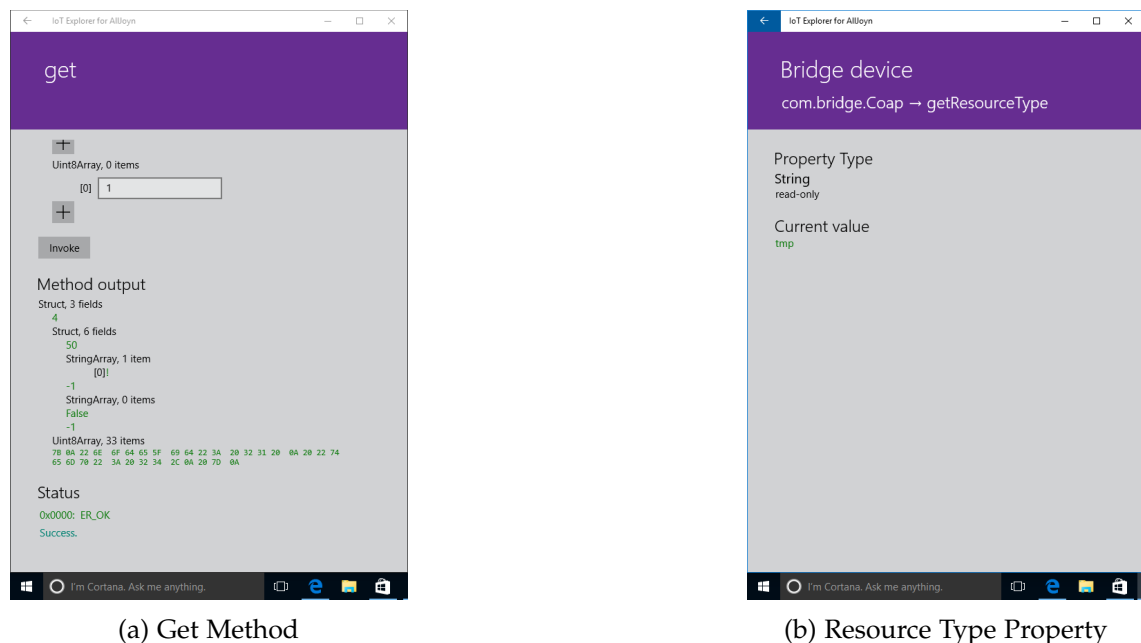 IoT Explorer for AllJoyn
get
Uint8Array, 0 items
[0] 1
Invoke
Method output
Struct, 3 fields
4
Struct, 6 fields
50
StringArray, 1 item
[0]!
-1
StringArray, 0 items
False
-1
Uint8Array, 33 items
7B 0A 22 6E 6F 64 65 5F 69 64 22 3A 20 32 31 20 0A 20 22 74
65 6D 70 22 3A 20 32 34 2C 0A 20 7D 0A
Status
0x0000: ER_OK
Success.
I'm Cortana. Ask me anything.
(a) Get Method
IoT Explorer for AllJoyn
Bridge device
com.bridge.Coap → getResourceType
Property Type
String
read-only
Current value
tmp
I'm Cortana. Ask me anything.
(b) Resource Type Property